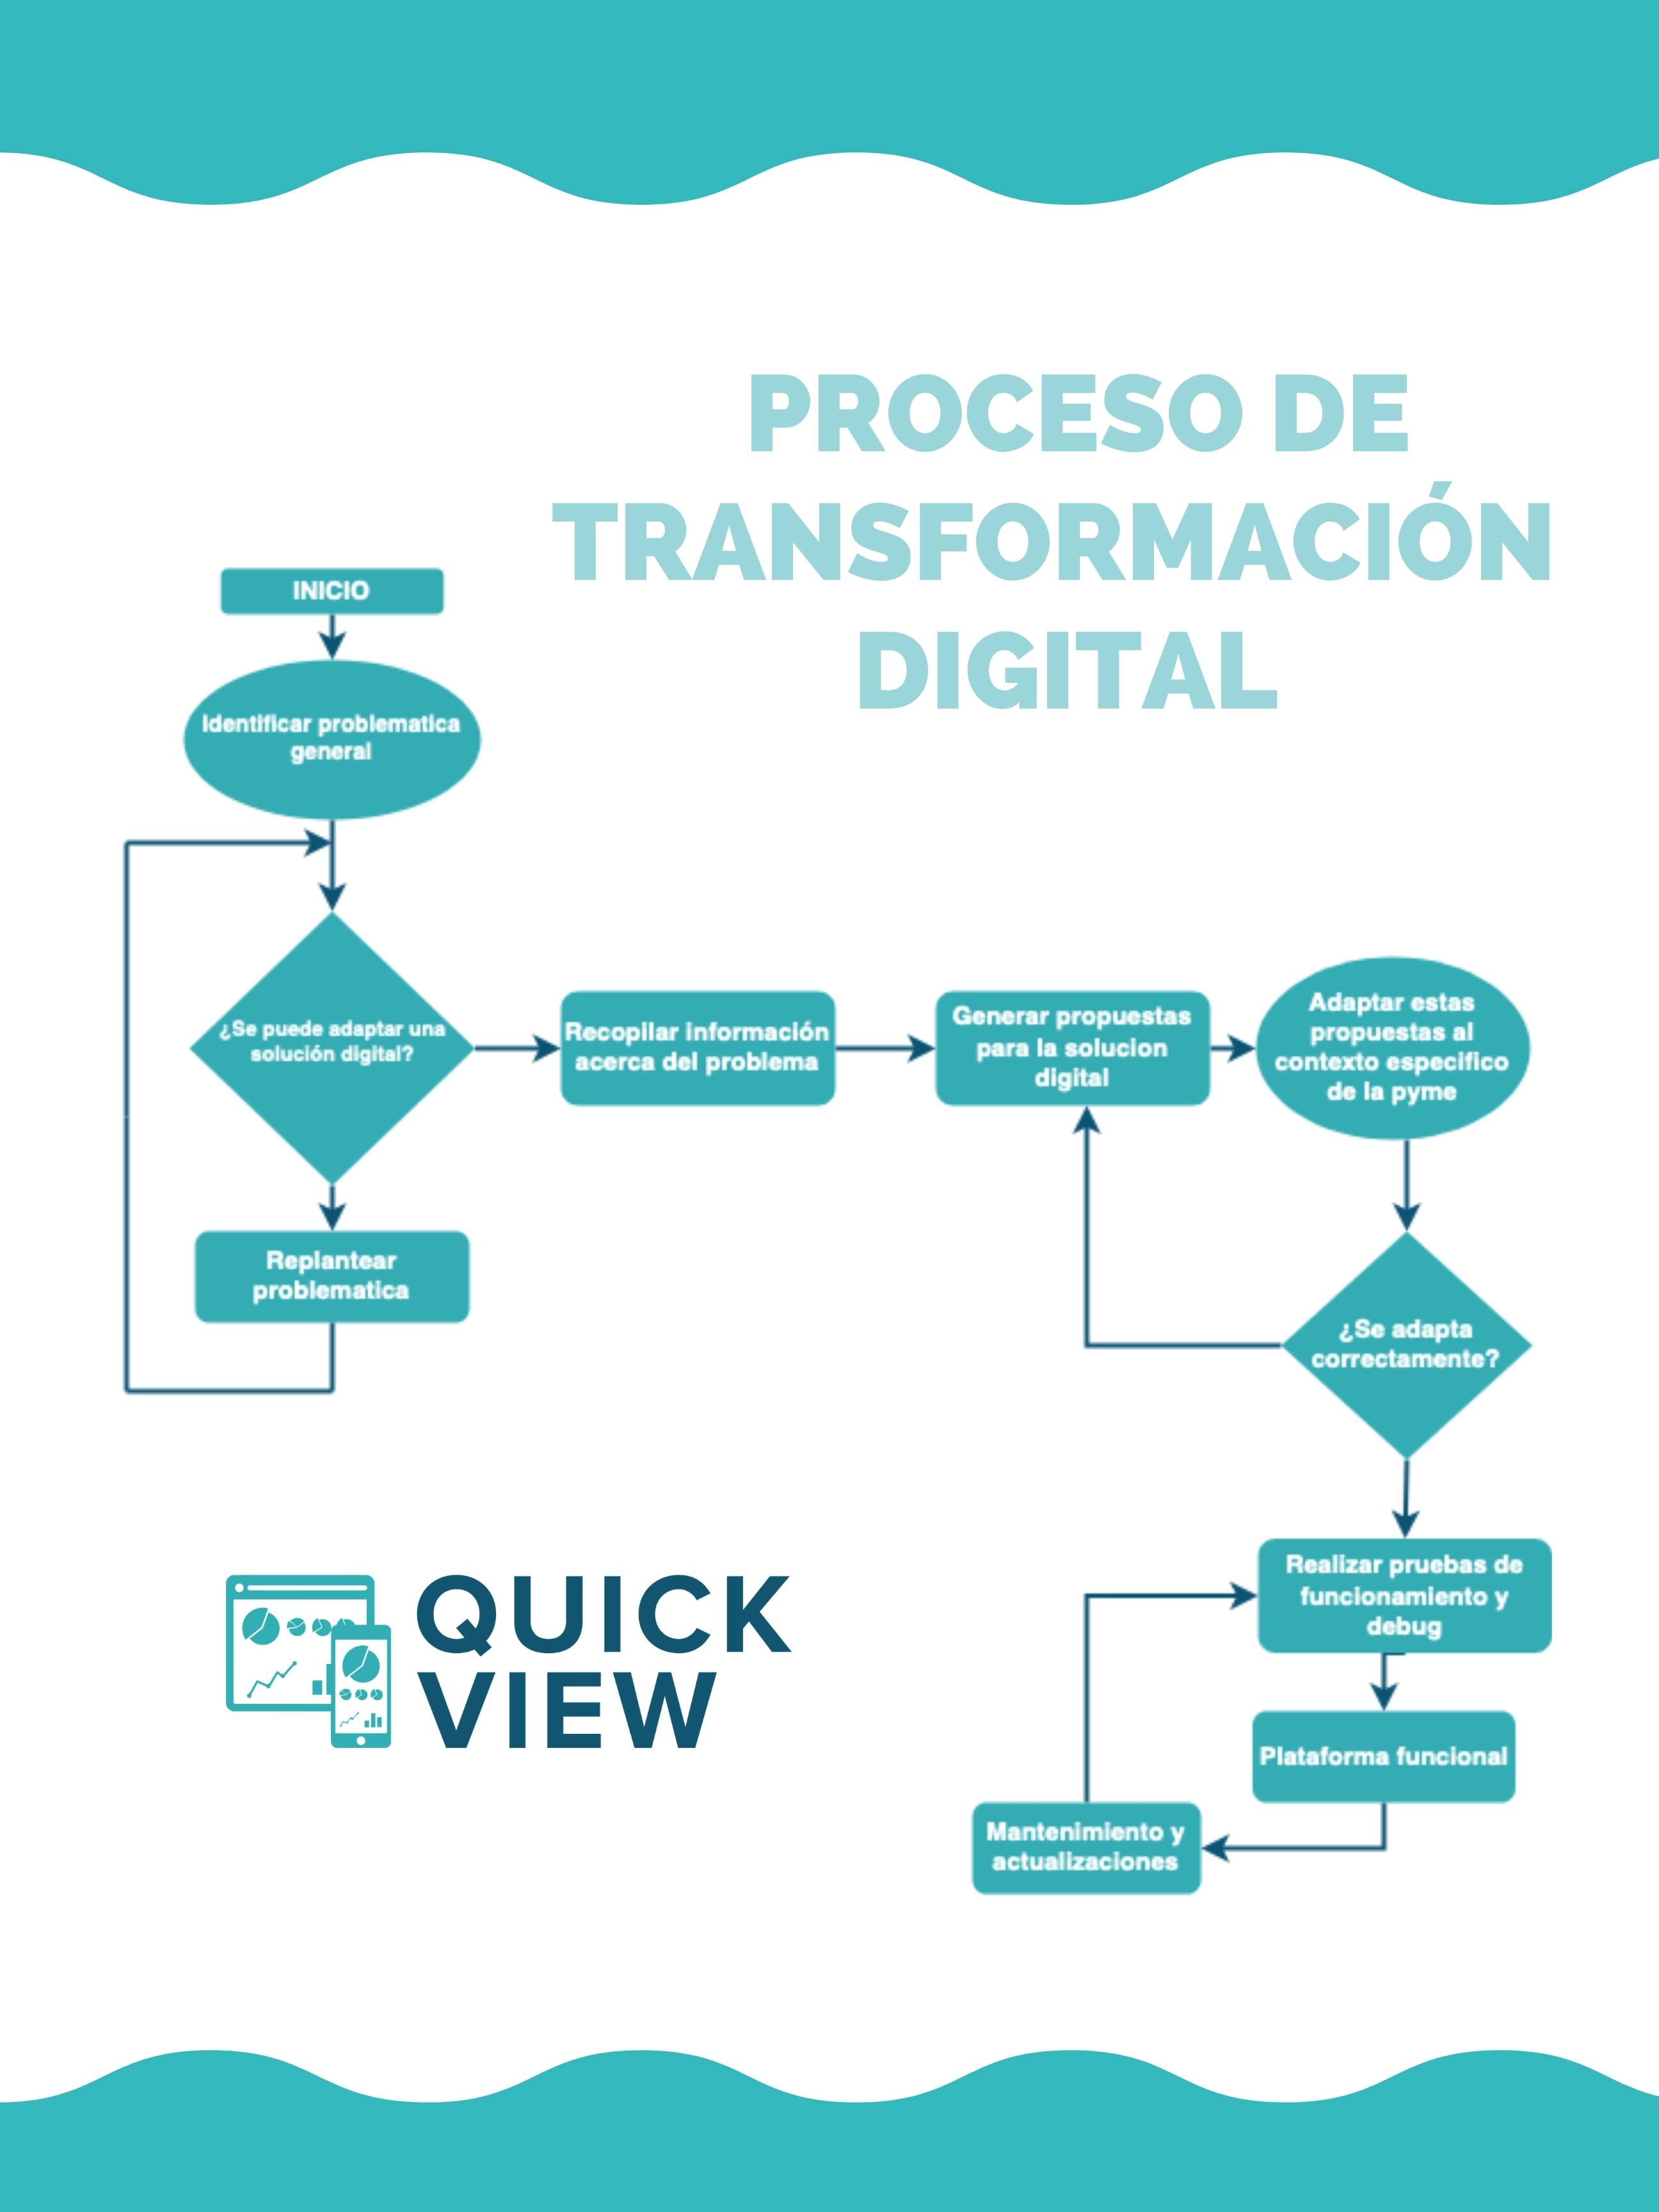 PROCESO DE
TRANSFORMACIÓN
DIGITAL
INICIO
Identificar problematica
general
¿Se puede adaptar una
solución digital?
Replantear
problematica
Recopilar información
acerca del problema
Generar propuestas
para la solucion
digital
Adaptar estas
propuestas al
contexto especifico
de la pyme
¿Se adapta
correctamente?
Realizar pruebas de
funcionamiento y
debug
Plataforma funcional
Mantenimiento y
actualizaciones
QUICK
VIEW